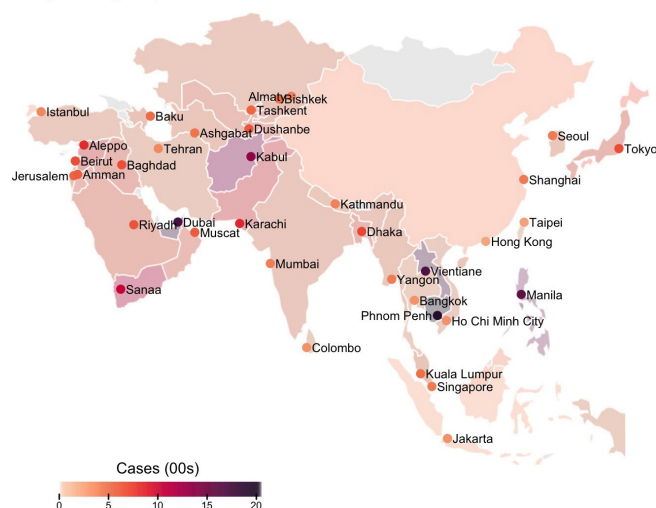 Almaty
Bishkek
Istanbul
Tashkent
Baku
Ashgabat
Dushanbe
Seoul
Aleppo
Tehran
Tokyo
Kabul
Beirut
Baghdad
Jerusalem
Amman
Shanghai
Kathmandu
Riyadh
Dubai
Karachi
Taipei
Muscat
Dhaka
Hong Kong
Mumbai
Vientiane
Yangon
Sanaa
Manila
Bangkok
Phnom Penh
Ho Chi Minh City
Colombo
Kuala Lumpur
Singapore
Jakarta
Cases (00s)
0 5 10 15 20